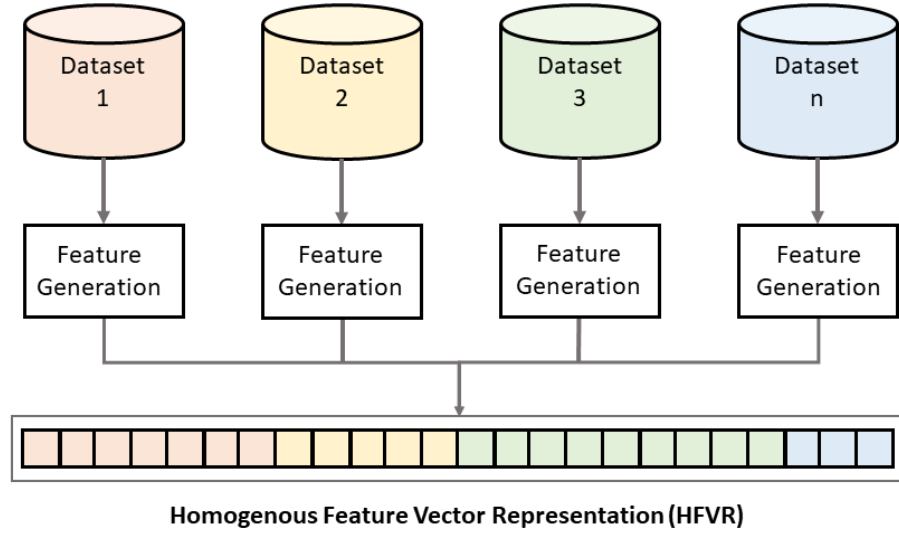 Dataset
1
Dataset
2
Dataset
3
Dataset
n
Feature
Generation
Feature
Generation
Feature
Generation
Feature
Generation
Homogenous Feature Vector Representation (HFVR)